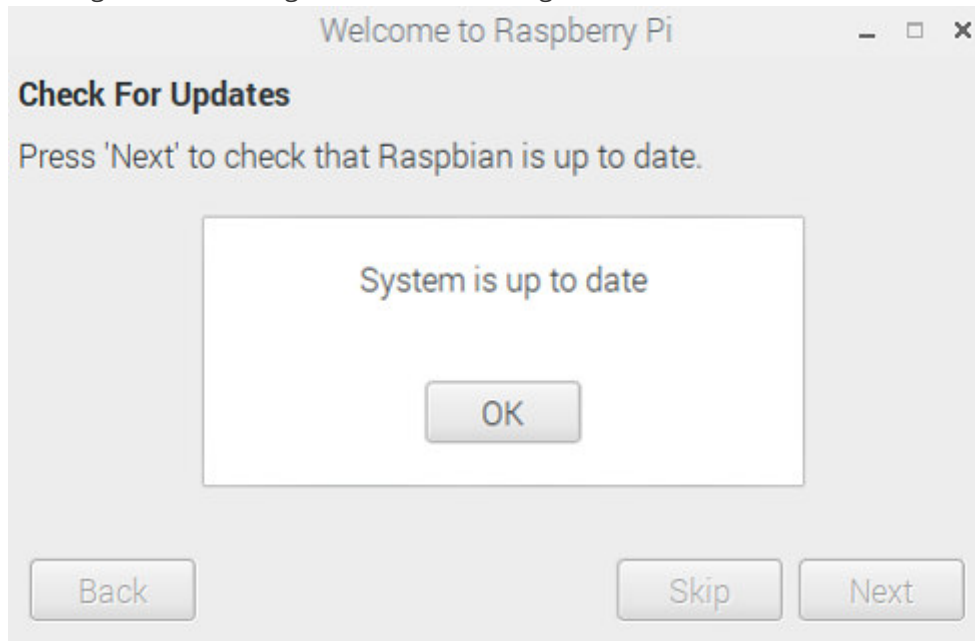 Welcome to Raspberry Pi
Check For Updates
Press 'Next' to check that Raspbian is up to date.
System is up to date
OK
Back Skip Next